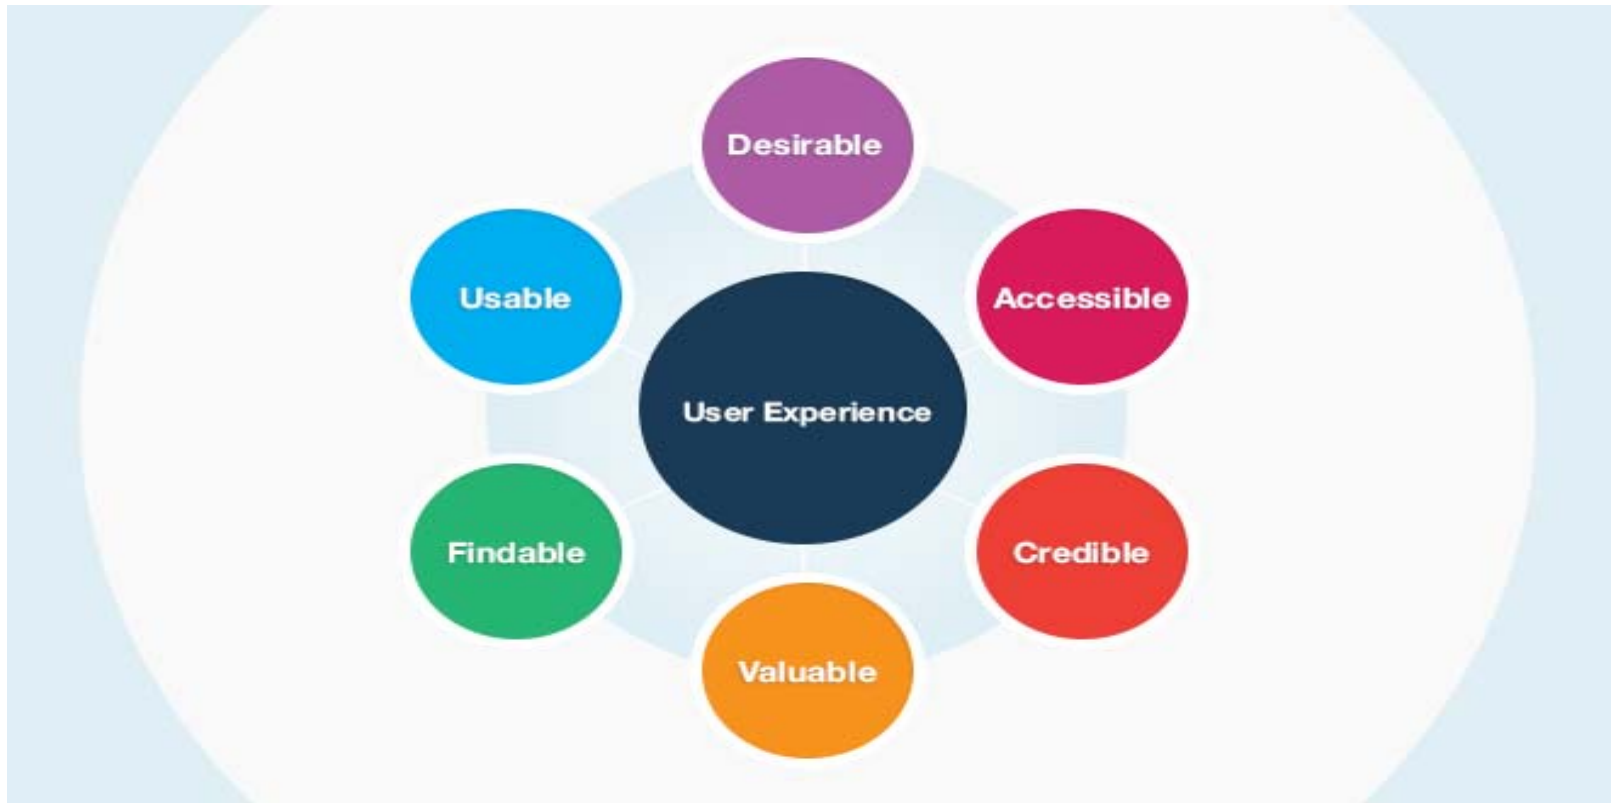 Desirable
Usable
Accessible
User Experience
Findable
Credible
Valuable